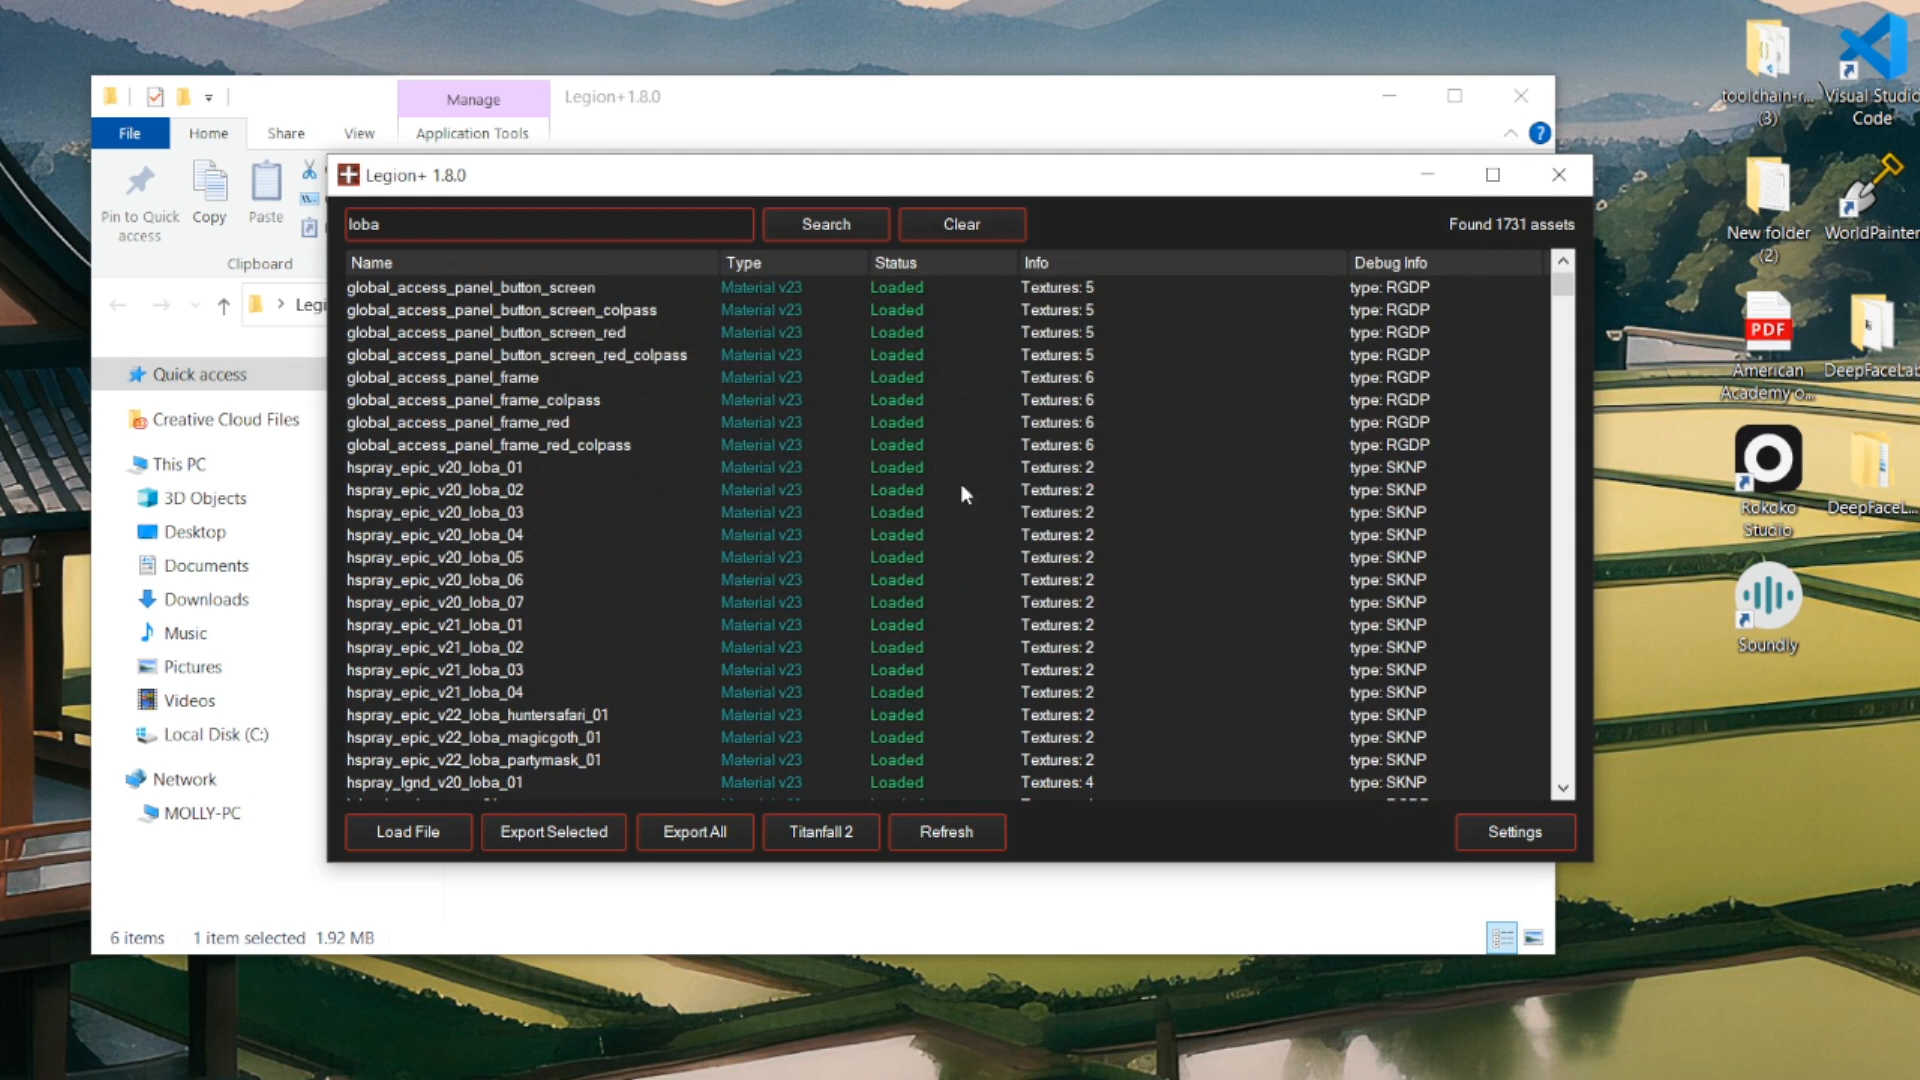 Manage
Legion+1.8.0
File
Home
Share
View
Application Tools
Pin to Quick access
Copy
Paste
Clipboard
Legi
Quick access
Creative Cloud Files
This PC
3D Objects
Desktop
Documents
Downloads
Music
Pictures
Videos
Local Disk (C:)
Network
MOLLY-PC
6 items
1 item selected 1.92 MB
Legion+ 1.8.0
loba
Search
Clear
Found 1731 assets
Name Type Status Info Debug Info
global_access_panel_button_screen Material v23 Loaded Textures: 5 type: RGDP
global_access_panel_button_screen_colpass Material v23 Loaded Textures: 5 type: RGDP
global_access_panel_button_screen_red Material v23 Loaded Textures: 5 type: RGDP
global_access_panel_button_screen_red_colpass Material v23 Loaded Textures: 5 type: RGDP
global_access_panel_frame Material v23 Loaded Textures: 6 type: RGDP
global_access_panel_frame_colpass Material v23 Loaded Textures: 6 type: RGDP
global_access_panel_frame_red Material v23 Loaded Textures: 6 type: RGDP
global_access_panel_frame_red_colpass Material v23 Loaded Textures: 6 type: RGDP
hspray_epic_v20_loba_01 Material v23 Loaded Textures: 2 type: SKNP
hspray_epic_v20_loba_02 Material v23 Loaded Textures: 2 type: SKNP
hspray_epic_v20_loba_03 Material v23 Loaded Textures: 2 type: SKNP
hspray_epic_v20_loba_04 Material v23 Loaded Textures: 2 type: SKNP
hspray_epic_v20_loba_05 Material v23 Loaded Textures: 2 type: SKNP
hspray_epic_v20_loba_06 Material v23 Loaded Textures: 2 type: SKNP
hspray_epic_v20_loba_07 Material v23 Loaded Textures: 2 type: SKNP
hspray_epic_v21_loba_01 Material v23 Loaded Textures: 2 type: SKNP
hspray_epic_v21_loba_02 Material v23 Loaded Textures: 2 type: SKNP
hspray_epic_v21_loba_03 Material v23 Loaded Textures: 2 type: SKNP
hspray_epic_v21_loba_04 Material v23 Loaded Textures: 2 type: SKNP
hspray_epic_v22_loba_huntersafari_01 Material v23 Loaded Textures: 2 type: SKNP
hspray_epic_v22_loba_magicgoth_01 Material v23 Loaded Textures: 2 type: SKNP
hspray_epic_v22_loba_partymask_01 Material v23 Loaded Textures: 2 type: SKNP
hspray_lgnd_v20_loba_01 Material v23 Loaded Textures: 4 type: SKNP
Load File
Export Selected
Export All
Titanfall 2
Refresh
Settings
toolchain-r... (3)
Visual Studio Code
New folder (2)
WorldPainter
PDF
American Academy o...
DeepFaceLab
Rokoko Studio
DeepFaceL...
Soundly